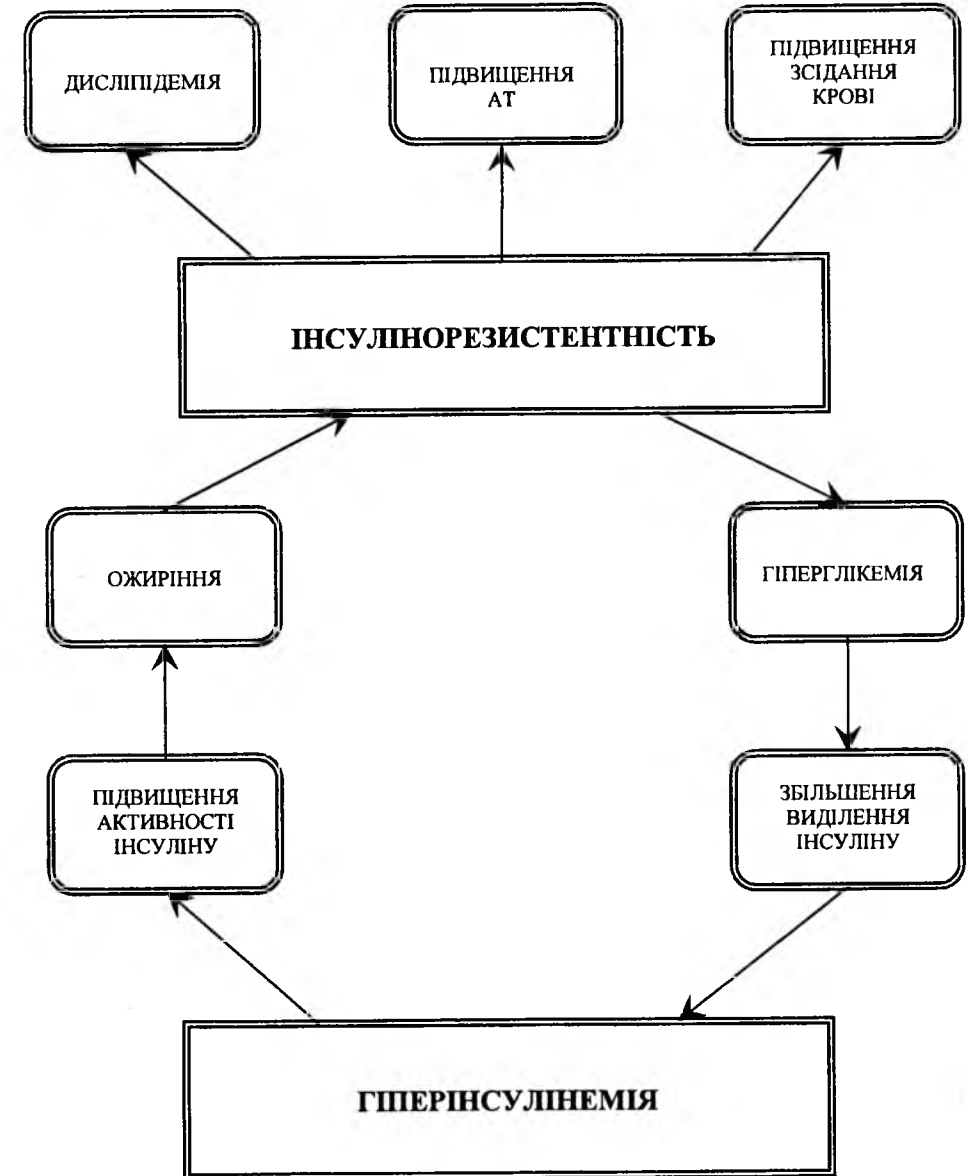 ДИСЛІПІДЕМІЯ
ПІДВИЩЕННЯ
АТ
ПІДВИЩЕННЯ
ЗСІДАННЯ
КРОВІ
ІНСУЛІНОРЕЗИСТЕНТНІСТЬ
ОЖИРІННЯ
ГІПЕРГЛІКЕМІЯ
ПІДВИЩЕННЯ
АКТИВНОСТІ
ІНСУЛІНУ
ЗБІЛЬШЕННЯ
ВИДІЛЕННЯ
ІНСУЛІНУ
ГІПЕРІНСУЛІНЕМІЯ